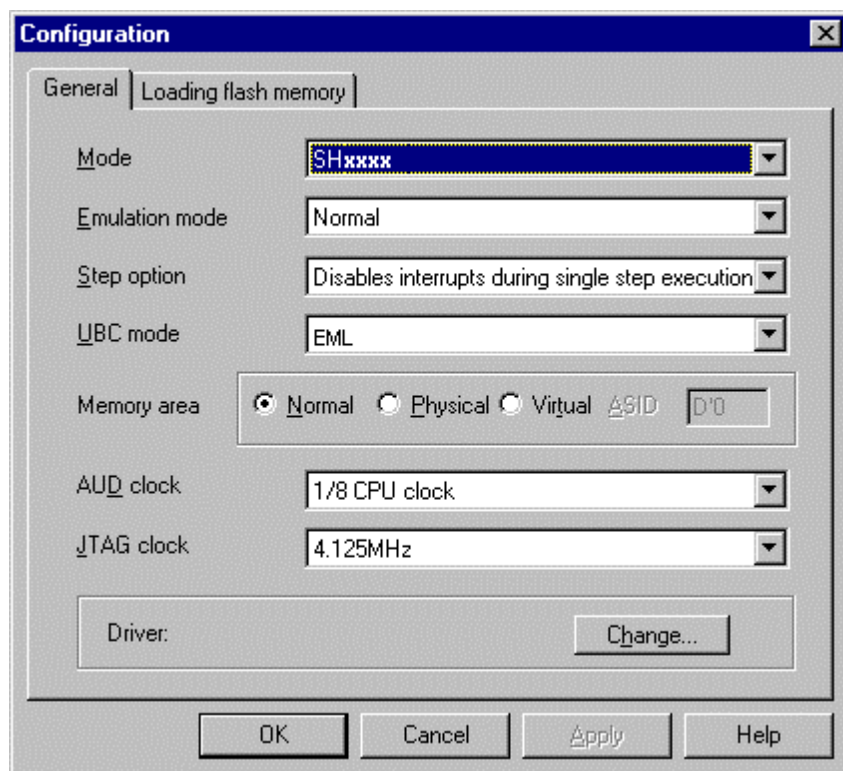 Configuration
General Loading flash memory
Mode SHxxxx
Emulation mode Normal
Step option Disables interrupts during single step execution
UBC mode EML
Memory area Normal Physical Virtual ASID D'0
AUD clock 1/8 CPU clock
JTAG clock 4.125MHz
Driver: Change...
OK Cancel Apply Help